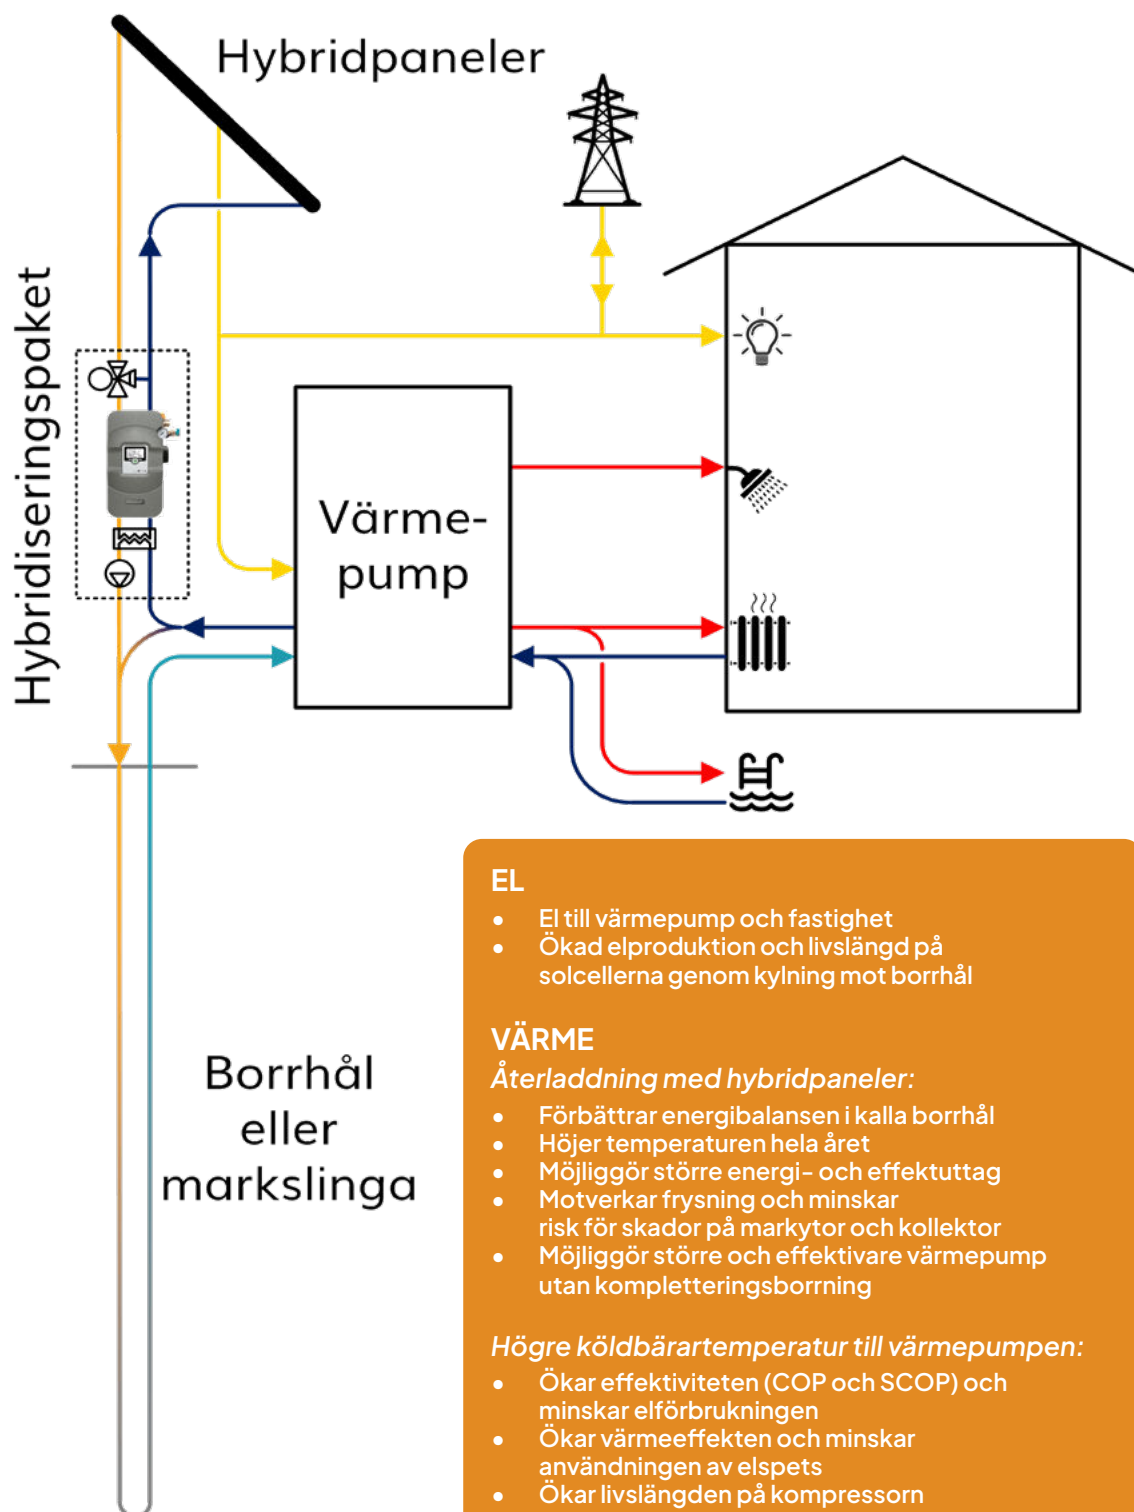 Hybridpaneler
Hybridiseringspaket
Värme-
pump
Borrhål
eller
markslinga
EL
• El till värmepump och fastighet
• Ökad elproduktion och livslängd på
solcellerna genom kylning mot borrhål
VÄRME
Återladdning med hybridpaneler:
• Förbättrar energibalansen i kalla borrhål
• Höjer temperaturen hela året
• Möjliggör större energi- och effektuttag
• Motverkar frysning och minskar
risk för skador på markytor och kollektor
• Möjliggör större och effektivare värmepump
utan kompletteringsborrning
Högre köldbärartemperatur till värmepumpen:
• Ökar effektiviteten (COP och SCOP) och
minskar elförbrukningen
• Ökar värmeeffekten och minskar
användningen av elspets
• Ökar livslängden på kompressorn